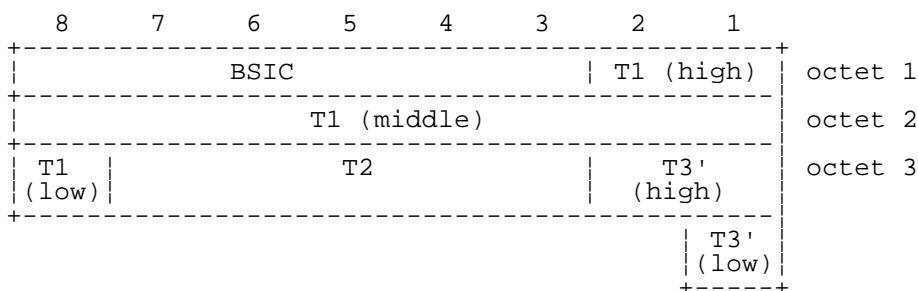 8 7 6 5 4 3 2 1
BSIC T1 (high) octet 1
T1 (middle) octet 2
T1 T2 T3' octet 3
(low) (high)
T3'
(low)